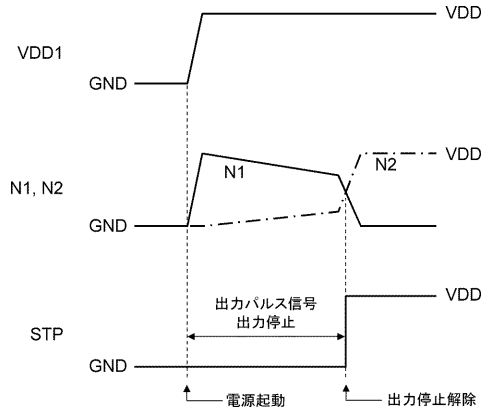 VDD
VDD1
GND
VDD
N1
N2
N1, N2
GND
VDD
出力パルス信号
出力停止
STP
GND
電源起動
出力停止解除